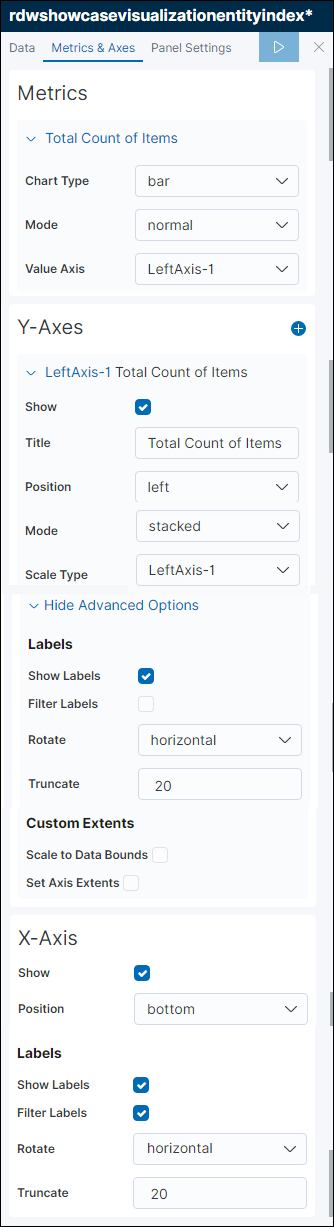 rdwshowcasevisualizationentityindex*
Data Metrics & Axes Panel Settings
Metrics
Total Count of Items
Chart Type bar
Mode normal
Value Axis LeftAxis-1
Y-Axes
LeftAxis-1 Total Count of Items
Show
Title Total Count of Items
Position left
Mode stacked
Scale Type LeftAxis-1
Hide Advanced Options
Labels
Show Labels
Filter Labels
Rotate horizontal
Truncate 20
Custom Extents
Scale to Data Bounds
Set Axis Extents
X-Axis
Show
Position bottom
Labels
Show Labels
Filter Labels
Rotate horizontal
Truncate 20